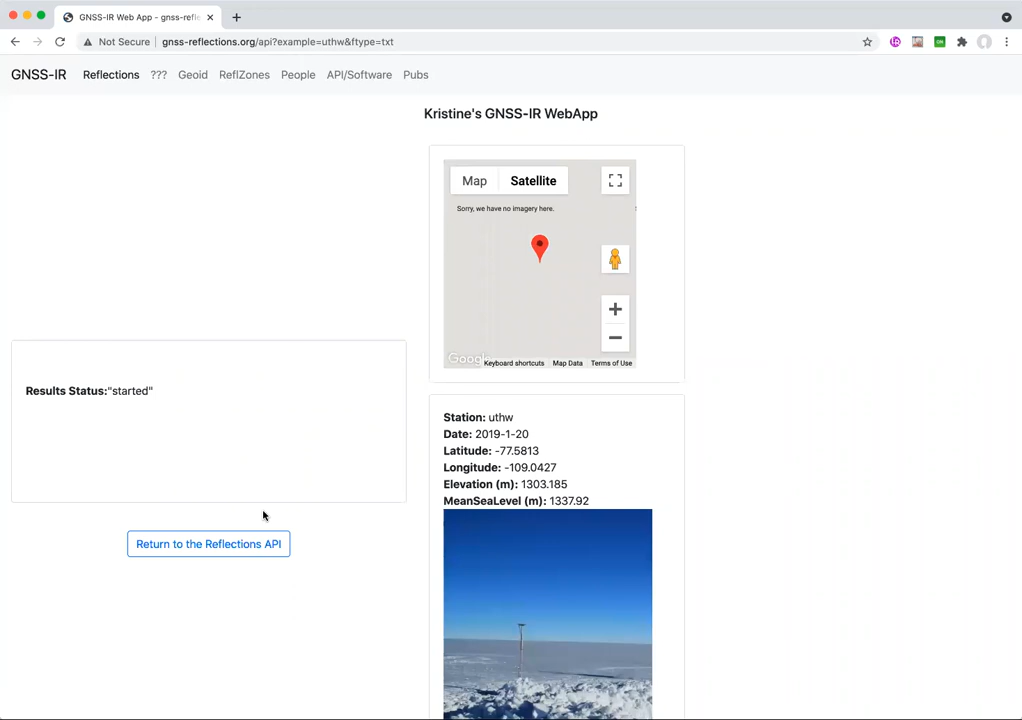 GNSS-IR Web App - gnss-refle
Not Secure | gnss-reflections.org/api?example=uthw&ftype=txt
GNSS-IR Reflections ??? Geoid ReflZones People API/Software Pubs
Kristine's GNSS-IR WebApp
Map Satellite
Sorry, we have no imagery here.
Google Keyboard shortcuts Map Data Terms of Use
Results Status:"started"
Return to the Reflections API
Station: uthw
Date: 2019-1-20
Latitude: -77.5813
Longitude: -109.0427
Elevation (m): 1303.185
MeanSeaLevel (m): 1337.92